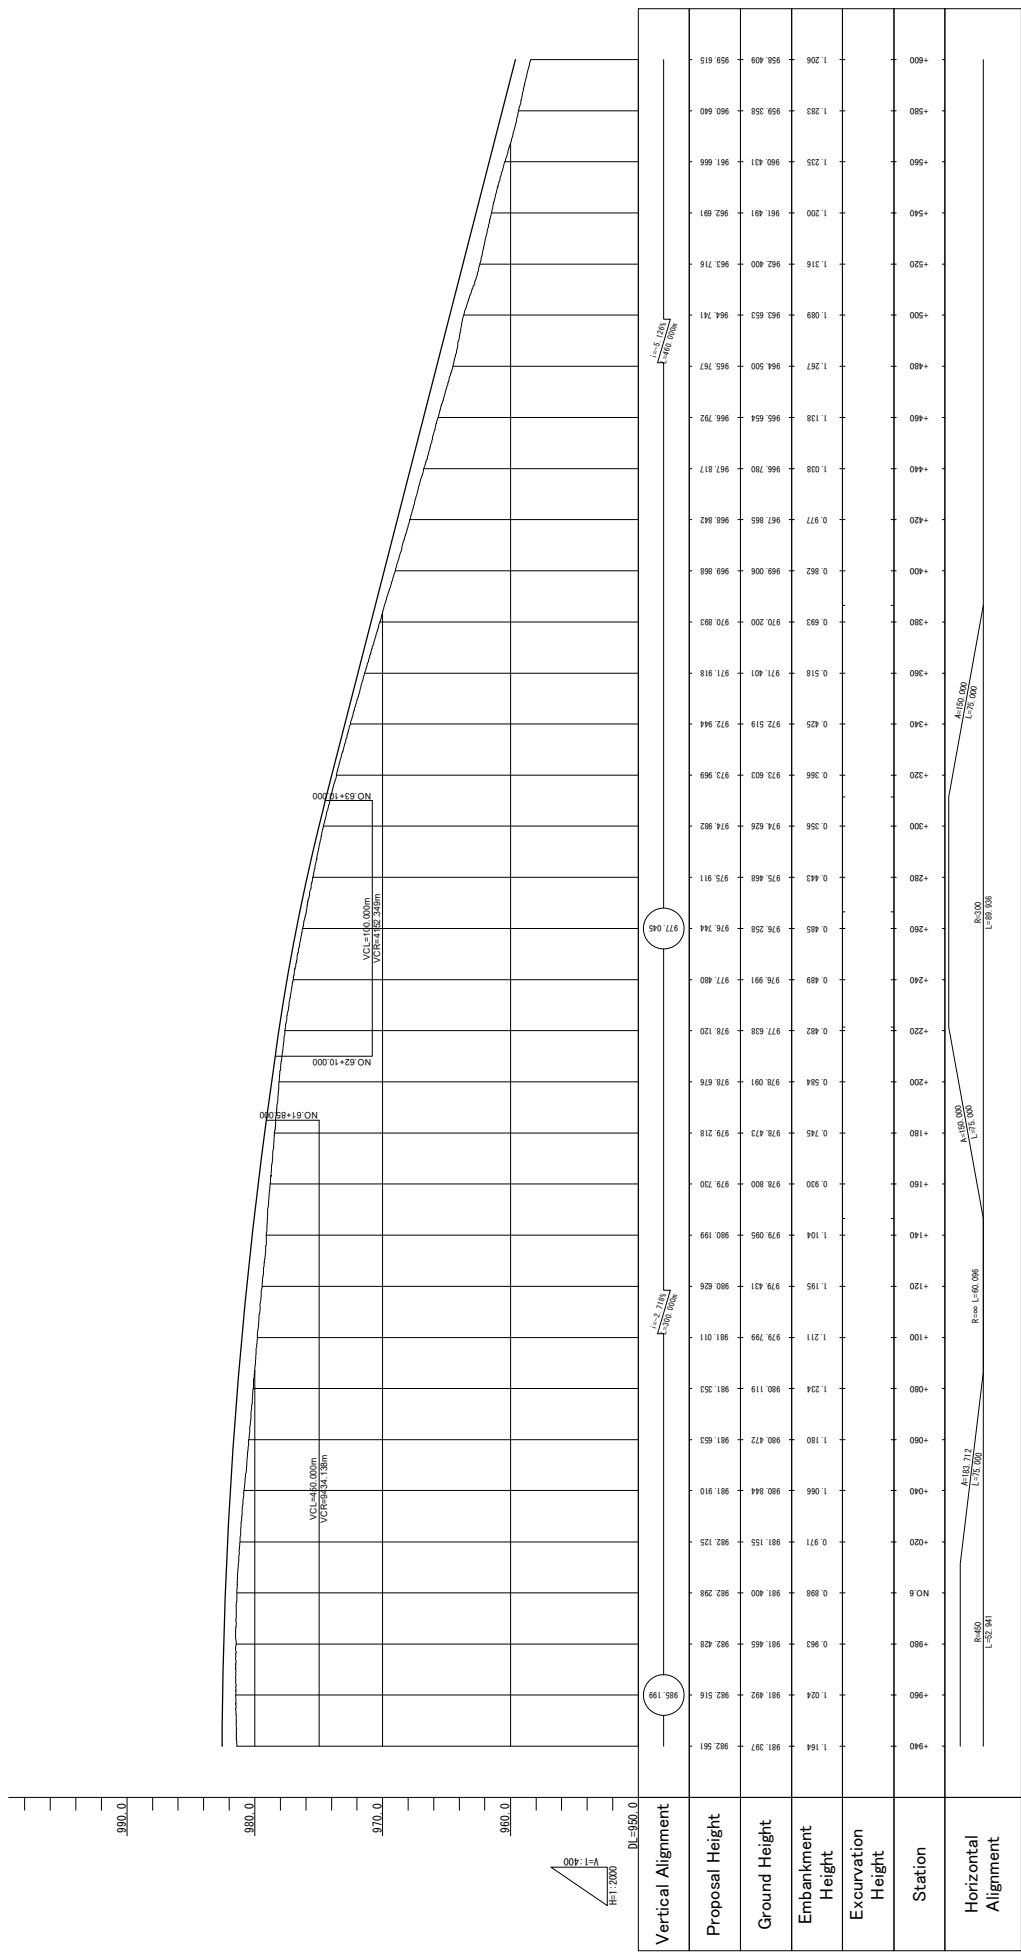 990.0
980.0
970.0
960.0
DL=950.0
V=1:400
H=1:2000
VCL=450.000m
VCR=9434.138m
NO.61+85.000
NO.62+10.000
VCL=100.000m
VCR=4152.349m
NO.63+10.000
Vertical Alignment
985.199
i=-2.718%
L=300.000m
977.045
i=-5.126%
L=460.000m
Proposal Height
982.561 982.516 982.428 982.298 982.125 981.910 981.653 981.353 981.011 980.626 980.199 979.730 979.218 978.676 978.120 977.480 976.744 975.911 974.982 973.969 972.944 971.918 970.893 969.868 968.842 967.817 966.792 965.767 964.741 963.716 962.691 961.666 960.640 959.615
Ground Height
981.397 981.492 981.465 981.400 981.155 980.844 980.472 980.119 979.799 979.431 979.095 978.800 978.473 978.091 977.638 976.991 976.258 975.468 974.626 973.603 972.519 971.401 970.200 969.006 967.865 966.780 965.654 964.500 963.653 962.400 961.491 960.431 959.358 958.409
Embankment
Height
1.164 1.024 0.963 0.898 0.971 1.066 1.180 1.234 1.211 1.195 1.104 0.930 0.745 0.584 0.482 0.489 0.485 0.443 0.356 0.366 0.425 0.518 0.693 0.862 0.977 1.038 1.138 1.267 1.089 1.316 1.200 1.235 1.283 1.206
Excurvation
Height
Station
+940 +960 +980 NO.6 +020 +040 +060 +080 +100 +120 +140 +160 +180 +200 +220 +240 +260 +280 +300 +320 +340 +360 +380 +400 +420 +440 +460 +480 +500 +520 +540 +560 +580 +600
Horizontal
Alignment
R=450
L=52.941
A=183.712
L=75.000
R=∞ L=60.096
A=150.000
L=75.000
R=300
L=89.936
A=150.000
L=75.000